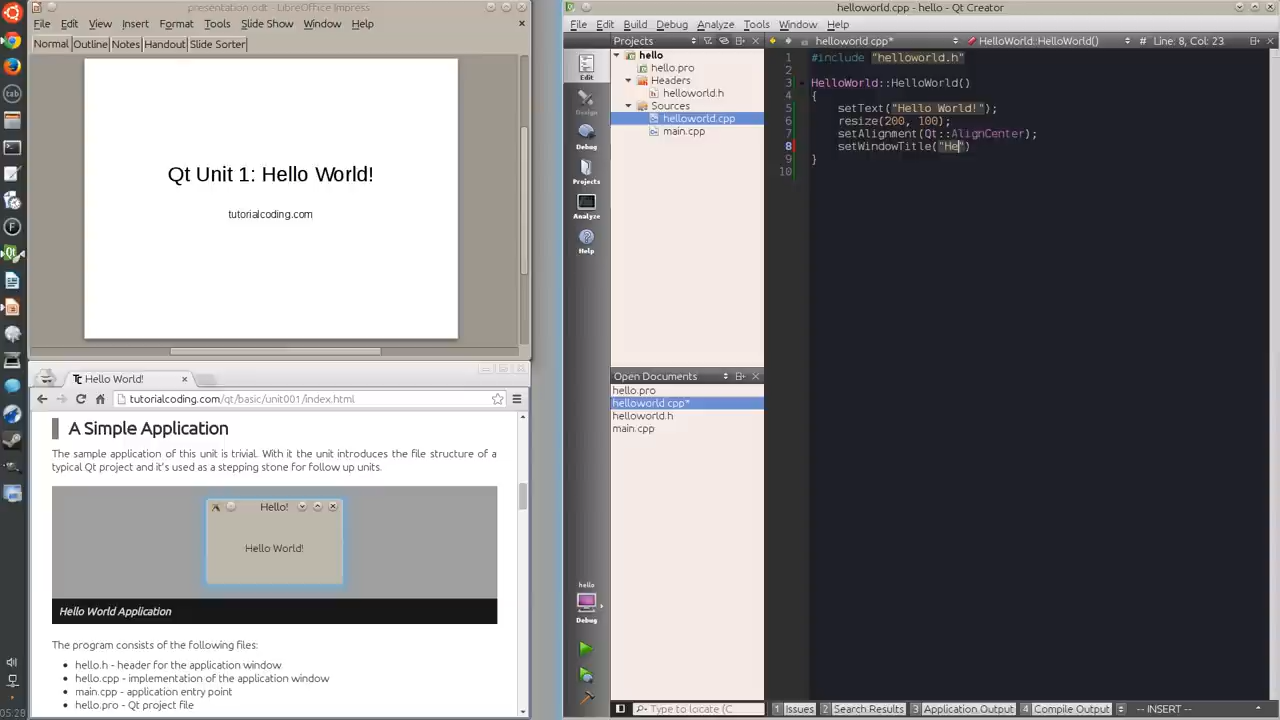 presentation odt - LibreOffice Impress
File Edit View Insert Format Tools Slide Show Window Help
Normal Outline Notes Handout Slide Sorter
Qt Unit 1: Hello World!
tutorialcoding.com
Hello World!
tutorialcoding.com/qt/basic/unit001/index.html
A Simple Application
The sample application of this unit is trivial. With it the unit introduces the file structure of a
typical Qt project and it's used as a stepping stone for follow up units.
Hello!
Hello World!
Hello World Application
The program consists of the following files:
hello.h - header for the application window
hello.cpp - implementation of the application window
main.cpp - application entry point
hello.pro - Qt project file
05:28
helloworld.cpp - hello - Qt Creator
File Edit Build Debug Analyze Tools Window Help
Projects
helloworld cpp*
HelloWorld::HelloWorld()
# Line: 8, Col: 23
Edit
Design
Debug
Projects
Analyze
Help
hello
Debug
hello
hello.pro
Headers
helloworld.h
Sources
helloworld.cpp
main.cpp
Open Documents
hello.pro
helloworld cpp*
helloworld.h
main.cpp
1 #include "helloworld.h"
2
3 HelloWorld::HelloWorld()
4 {
5 setText("Hello World!");
6 resize(200, 100);
7 setAlignment(Qt::AlignCenter);
8 setWindowTitle("He")
9 }
10
Type to locate (C
1 Issues 2 Search Results 3 Application Output 4 Compile Output -- INSERT --